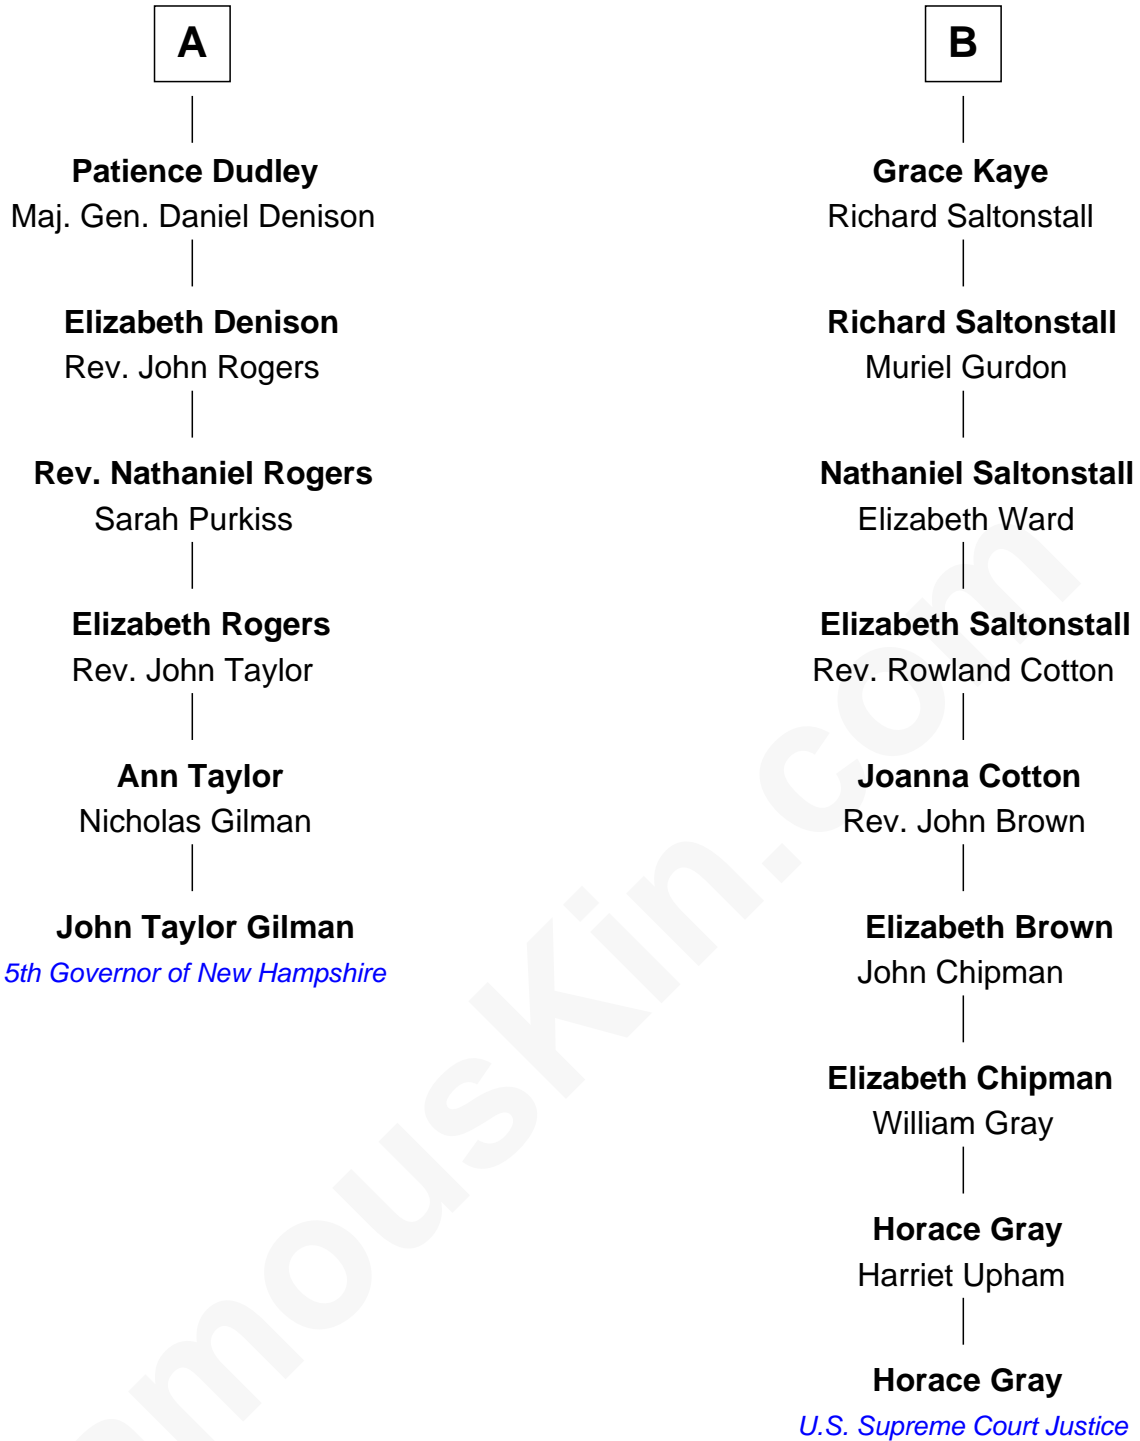 A
Patience Dudley
Maj. Gen. Daniel Denison
Elizabeth Denison
Rev. John Rogers
Rev. Nathaniel Rogers
Sarah Purkiss
Elizabeth Rogers
Rev. John Taylor
Ann Taylor
Nicholas Gilman
John Taylor Gilman
5th Governor of New Hampshire
B
Grace Kaye
Richard Saltonstall
Richard Saltonstall
Muriel Gurdon
Nathaniel Saltonstall
Elizabeth Ward
Elizabeth Saltonstall
Rev. Rowland Cotton
Joanna Cotton
Rev. John Brown
Elizabeth Brown
John Chipman
Elizabeth Chipman
William Gray
Horace Gray
Harriet Upham
Horace Gray
U.S. Supreme Court Justice
amouskin.com